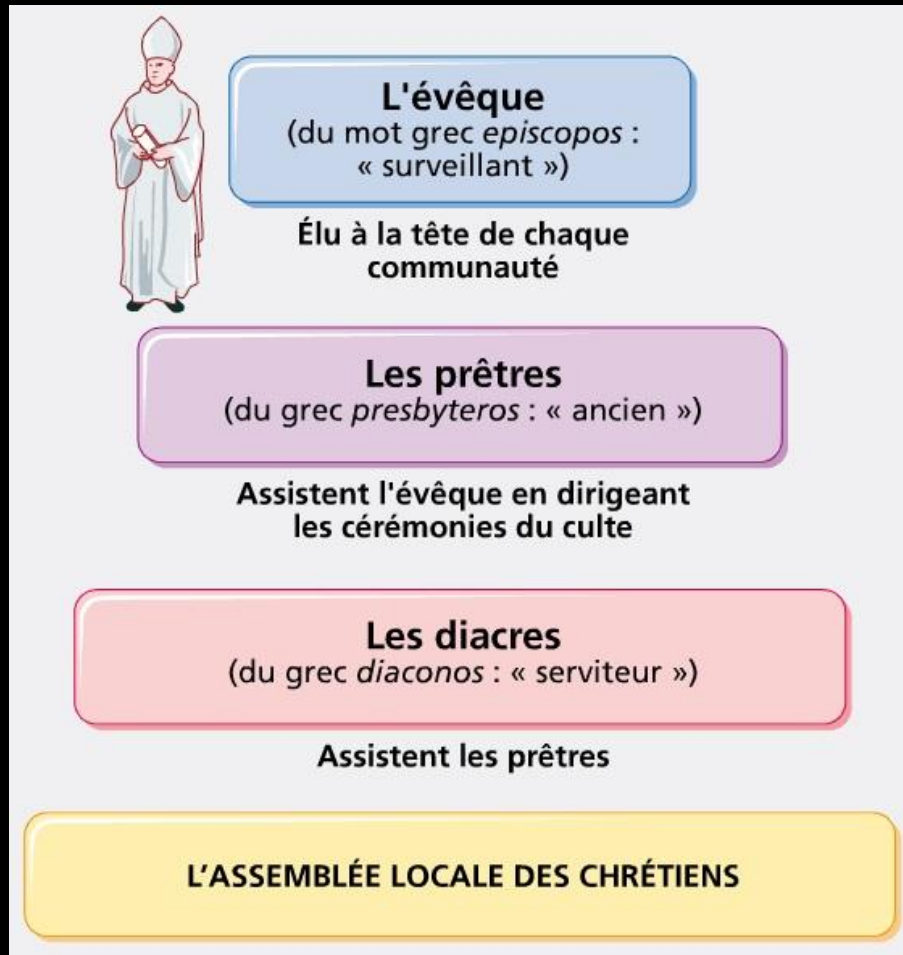 L'évêque
(du mot grec episcopos :
« surveillant »)
Élu à la tête de chaque
communauté
Les prêtres
(du grec presbyteros : « ancien »)
Assistent l'évêque en dirigeant
les cérémonies du culte
Les diacres
(du grec diaconos : « serviteur »)
Assistent les prêtres
L'ASSEMBLÉE LOCALE DES CHRÉTIENS